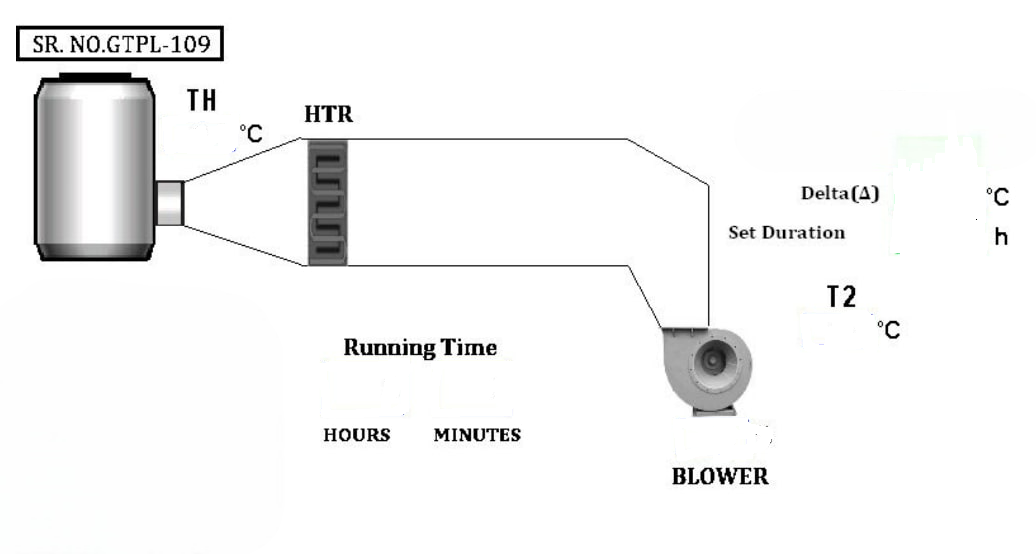 SR. NO.GTPL-109
TH
°C
HTR
Delta(Δ)
°C
Set Duration
h
T2
°C
Running Time
HOURS
MINUTES
BLOWER